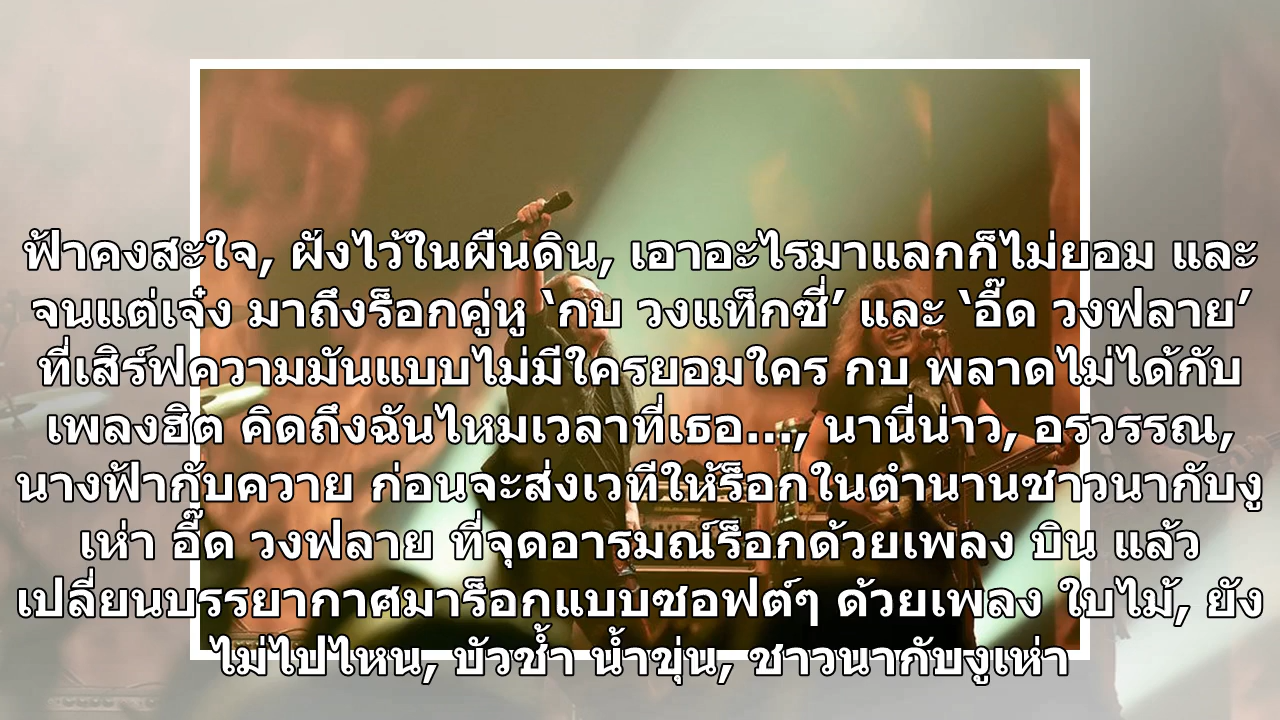 ฟ้าคงสะใจ, ฝังไว้ในผืนดิน, เอาอะไรมาแลกก็ไม่ยอม และ
จนแต่เจ๋ง มาถึงร็อกคู่หู ‘กบ วงแท็กซี่’ และ ‘อี๊ด วงฟลาย’
ที่เสิร์ฟความมันแบบไม่มีใครยอมใคร กบ พลาดไม่ได้กับ
เพลงฮิต คิดถึงฉันไหมเวลาที่เธอ..., นานี่น่าว, อรวรรณ,
นางฟ้ากับควาย ก่อนจะส่งเวทีให้ร็อกในตำนานชาวนากับงู
เห่า อี๊ด วงฟลาย ที่จุดอารมณ์ร็อกด้วยเพลง บิน แล้ว
เปลี่ยนบรรยากาศมาร็อกแบบซอฟต์ๆ ด้วยเพลง ใบไม้, ยัง
ไม่ไปไหน, บัวช้ำ น้ำขุ่น, ชาวนากับงูเห่า